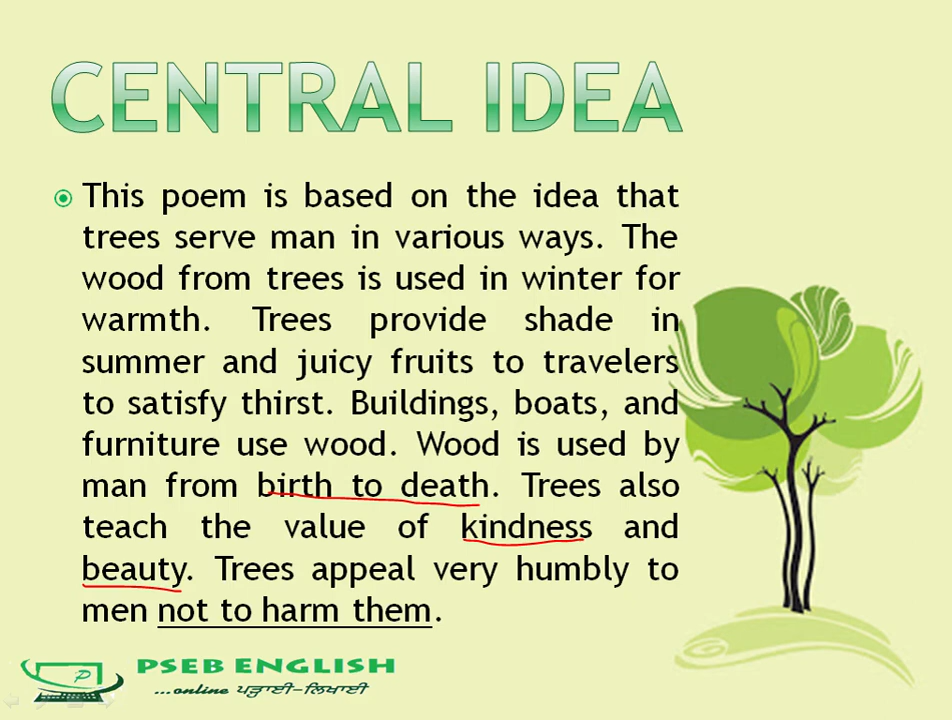 CENTRAL IDEA
This poem is based on the idea that
trees serve man in various ways. The
wood from trees is used in winter for
warmth. Trees provide shade in
summer and juicy fruits to travelers
to satisfy thirst. Buildings, boats, and
furniture use wood. Wood is used by
man from birth to death. Trees also
teach the value of kindness and
beauty. Trees appeal very humbly to
men not to harm them.
P
PSEB ENGLISH
...online ਪੜ੍ਹਾਈ-ਲਿਖਾਈ